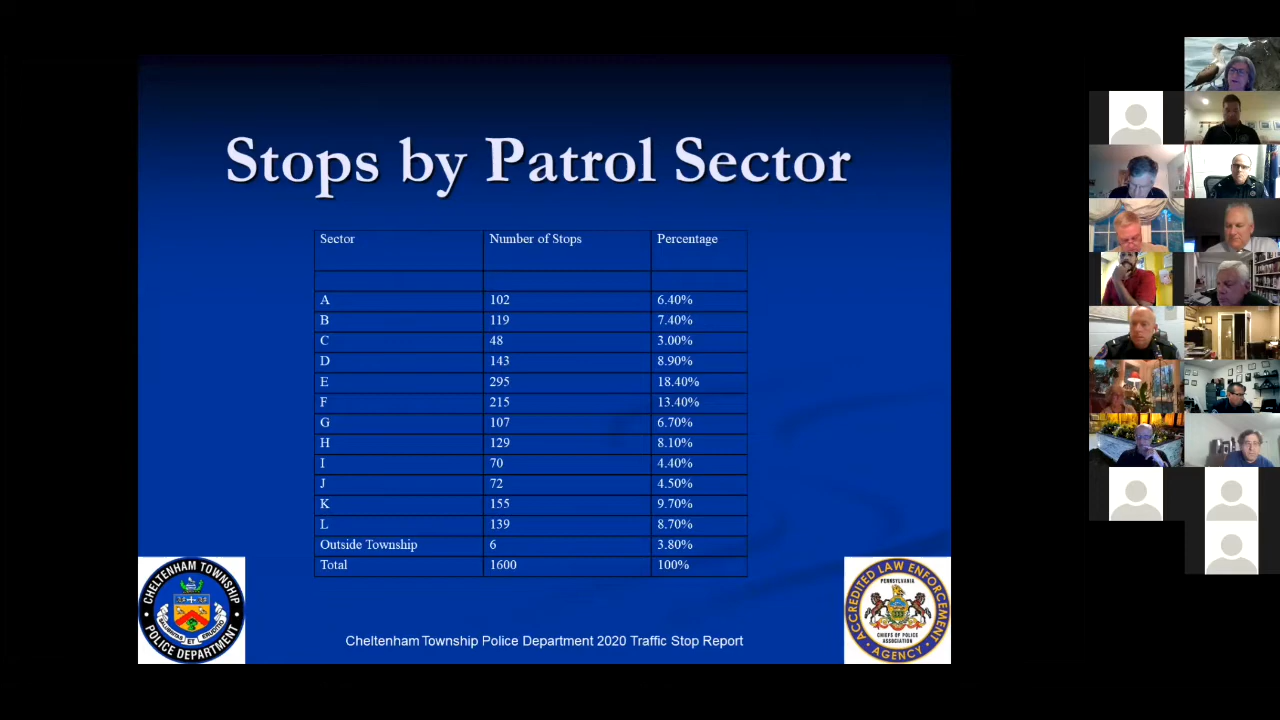 Stops by Patrol Sector
Sector Number of Stops Percentage
A 102 6.40%
B 119 7.40%
C 48 3.00%
D 143 8.90%
E 295 18.40%
F 215 13.40%
G 107 6.70%
H 129 8.10%
I 70 4.40%
J 72 4.50%
K 155 9.70%
L 139 8.70%
Outside Township 6 3.80%
Total 1600 100%
CHELTENHAM TOWNSHIP
POLICE DEPARTMENT
Cheltenham Township Police Department 2020 Traffic Stop Report
ACCREDITED LAW ENFORCEMENT
PENNSYLVANIA
CHIEFS OF POLICE
ASSOCIATION
AGENCY